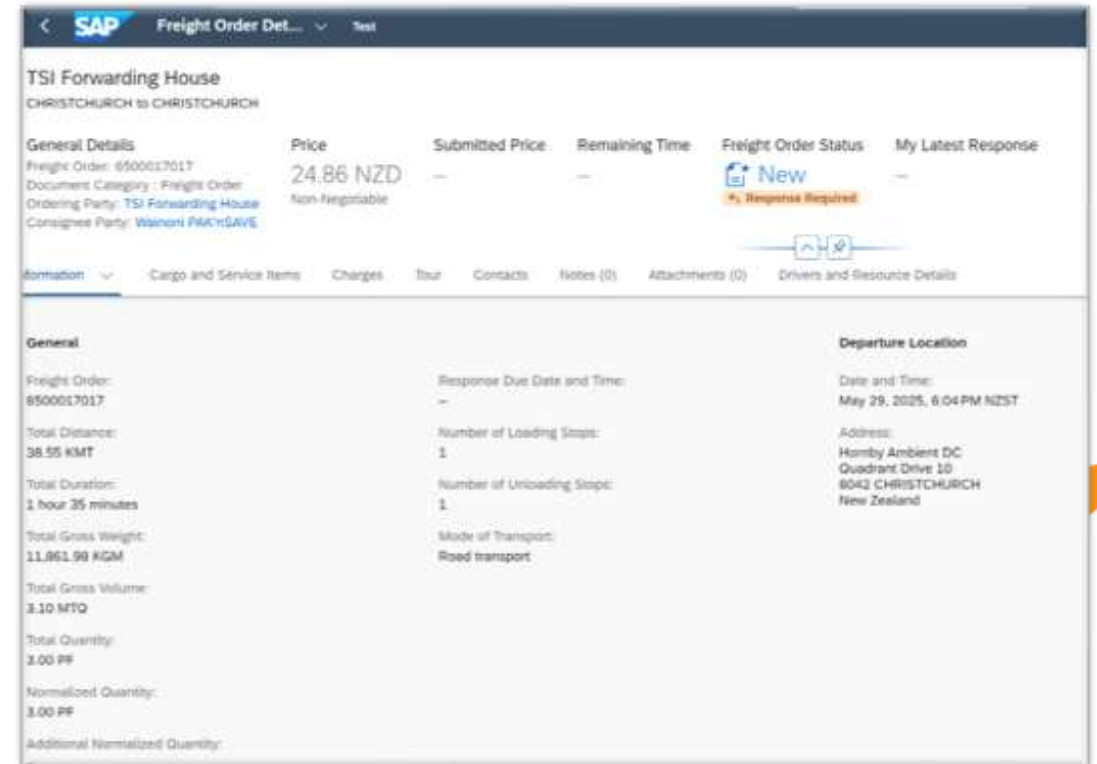 SAP Freight Order Det... Test
TSI Forwarding House
CHRISTCHURCH to CHRISTCHURCH
General Details
Freight Order: 6500017017
Document Category : Freight Order
Ordering Party: TSI Forwarding House
Consignee Party: Wainoni PAK'nSAVE
Price
24.86 NZD
Non-Negotiable
Submitted Price
--
Remaining Time
--
Freight Order Status
New
Response Required
My Latest Response
--
formation Cargo and Service Items Charges Tour Contacts Notes (0) Attachments (0) Drivers and Resource Details
General
Freight Order:
6500017017
Total Distance:
38.55 KMT
Total Duration:
1 hour 35 minutes
Total Gross Weight:
11,861.98 KGM
Total Gross Volume:
3.10 MTQ
Total Quantity:
3.00 PF
Normalized Quantity:
3.00 PF
Additional Normalized Quantity:
Response Due Date and Time:
--
Number of Loading Stops:
1
Number of Unloading Stops:
1
Mode of Transport:
Road transport
Departure Location
Date and Time:
May 29, 2025, 6:04 PM NZST
Address:
Hornby Ambient DC
Quadrant Drive 10
8042 CHRISTCHURCH
New Zealand